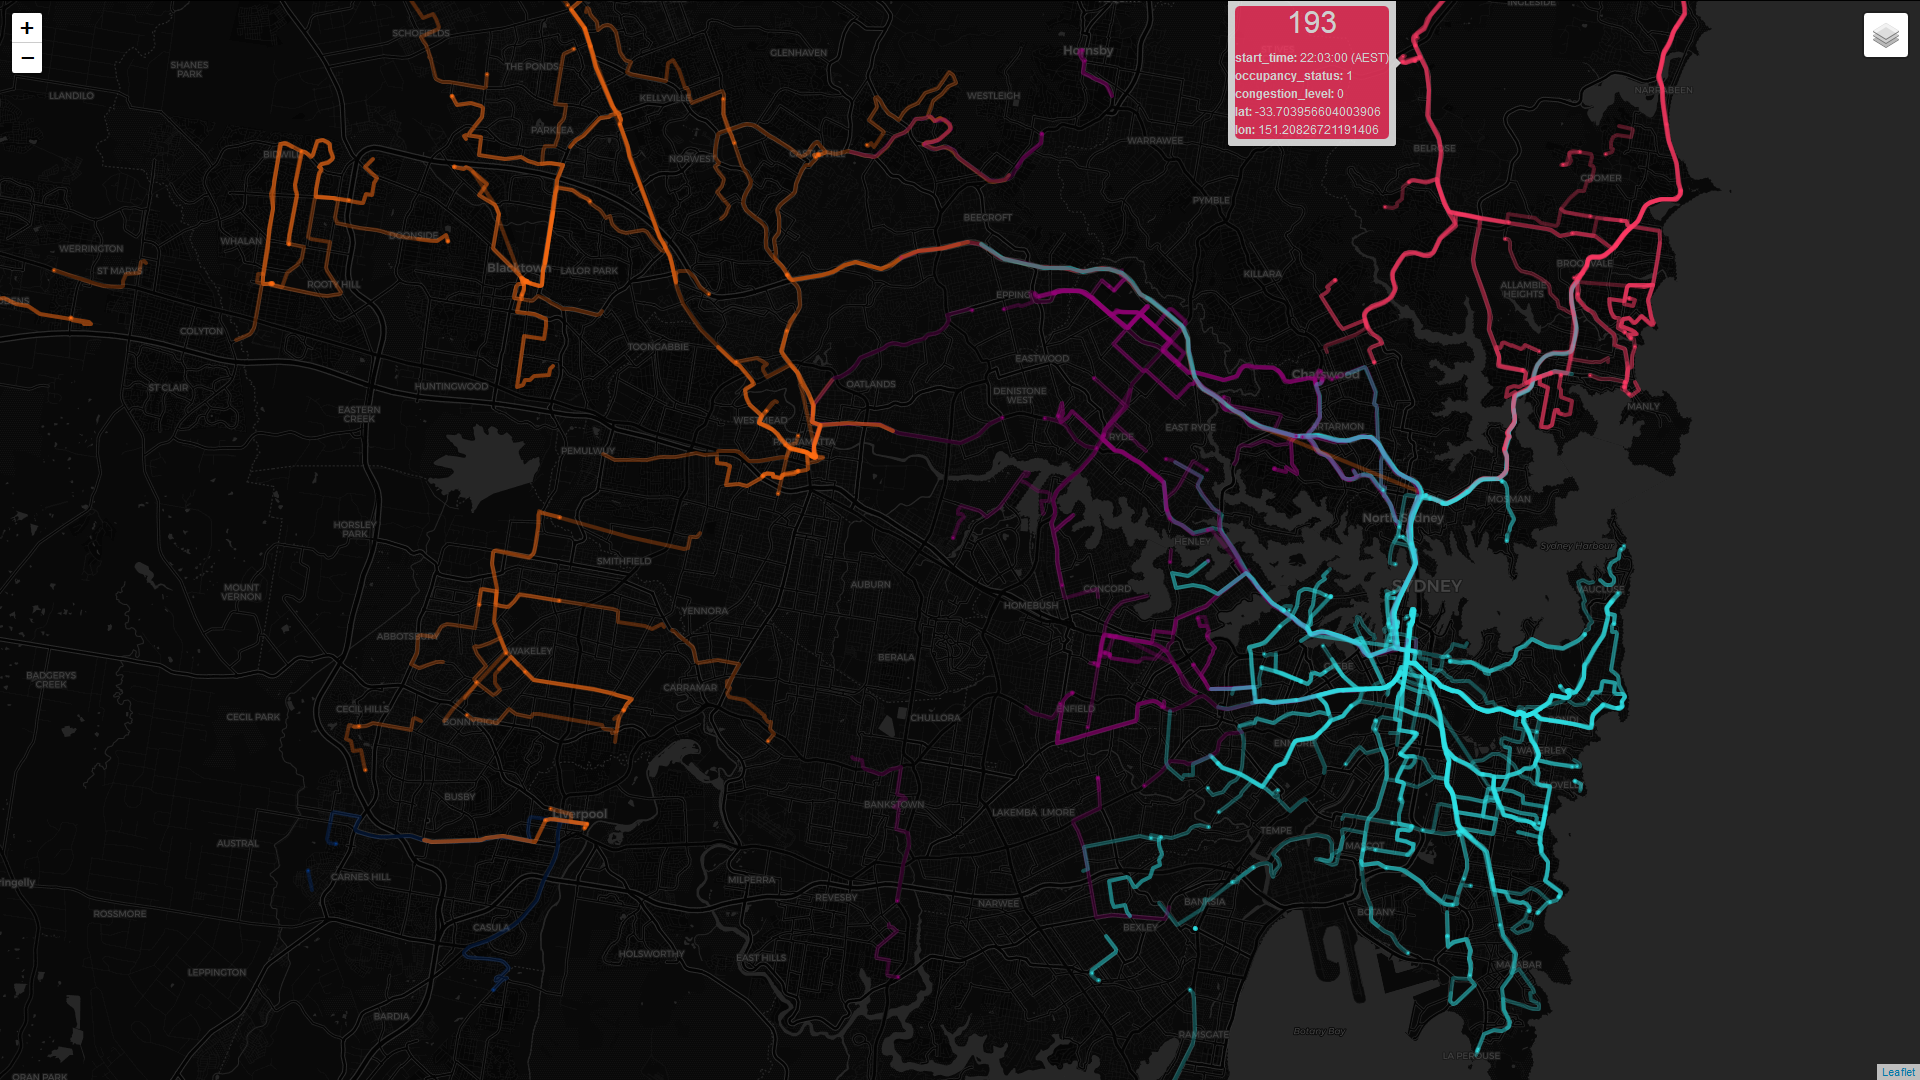 INGLESIDE
+
−
193
start_time: 22:03:00 (AEST)
occupancy_status: 1
congestion_level: 0
lat: -33.703956604003906
lon: 151.20826721191406
SCHOFIELDS
GLENHAVEN
Hornsby
SHANES
PARK
THE PONDS
LLANDILO
KELLYVILLE
WESTLEIGH
NARRABEEN
PARKLEA
WARRAWEE
BELROSE
BIDWILL
NORWEST
CASTLE HILL
CROMER
PYMBLE
BEECROFT
WERRINGTON
WHALAN
DOONSIDE
ST MARYS
Blacktown
LALOR PARK
KILLARA
BROOKVALE
ROOTY HILL
ALLAMBIE
HEIGHTS
EPPING
DENS
COLYTON
TOONGABBIE
EASTWOOD
Chatswood
ST CLAIR
HUNTINGWOOD
OATLANDS
DENISTONE
WEST
EASTERN
CREEK
MANLY
WESTMEAD
EAST RYDE
ARTARMON
PARRAMATTA
RYDE
PEMULWUY
MOSMAN
North Sydney
HORSLEY
PARK
HENLEY
Sydney Harbour
SMITHFIELD
AUBURN
CONCORD
SYDNEY
VAUCLUSE
MOUNT
VERNON
HOMEBUSH
YENNORA
ABBOTSBURY
WAKELEY
BERALA
GLEBE
BADGERYS
CREEK
CARRAMAR
CECIL PARK
CECIL HILLS
BONNYRIGG
CHULLORA
ENFIELD
ENMORE
WAVERLEY
BUSBY
Liverpool
BANKSTOWN
LAKEMBA
LMORE
TEMPE
AUSTRAL
MASCOT
CARNES HILL
MILPERRA
REVESBY
NARWEE
BANKSIA
ringelly
ROSSMORE
CASULA
BEXLEY
BOTANY
HOLSWORTHY
EAST HILLS
MALABAR
LEPPINGTON
BARDIA
RAMSGATE
Botany Bay
LA PEROUSE
ORAN PARK
Leaflet